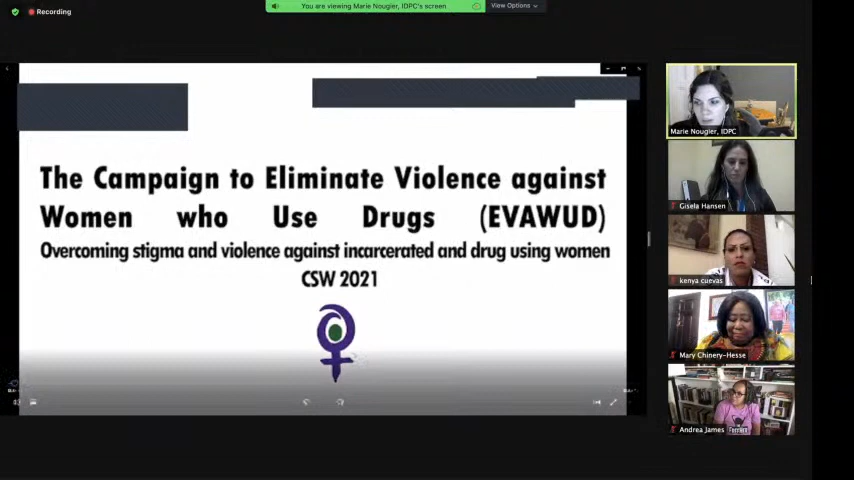 Recording
You are viewing Marie Nougier, IDPC's screen
View Options
The Campaign to Eliminate Violence against
Women who Use Drugs (EVAWUD)
Overcoming stigma and violence against incarcerated and drug using women
CSW 2021
Marie Nougier, IDPC
Gisela Hansen
kenya cuevas
Mary Chinery-Hesse
Andrea James